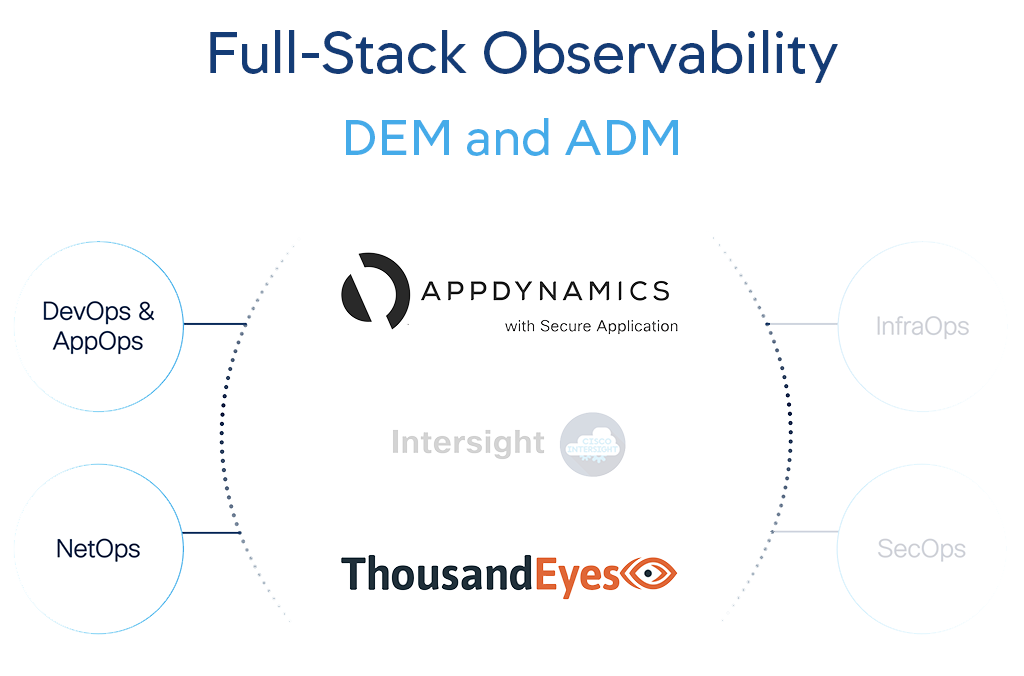 Full-Stack Observability
DEM and ADM
DevOps &
AppOps
APPDYNAMICS
with Secure Application
InfraOps
Intersight
CISCO
INTERSIGHT
NetOps
ThousandEyes
SecOps